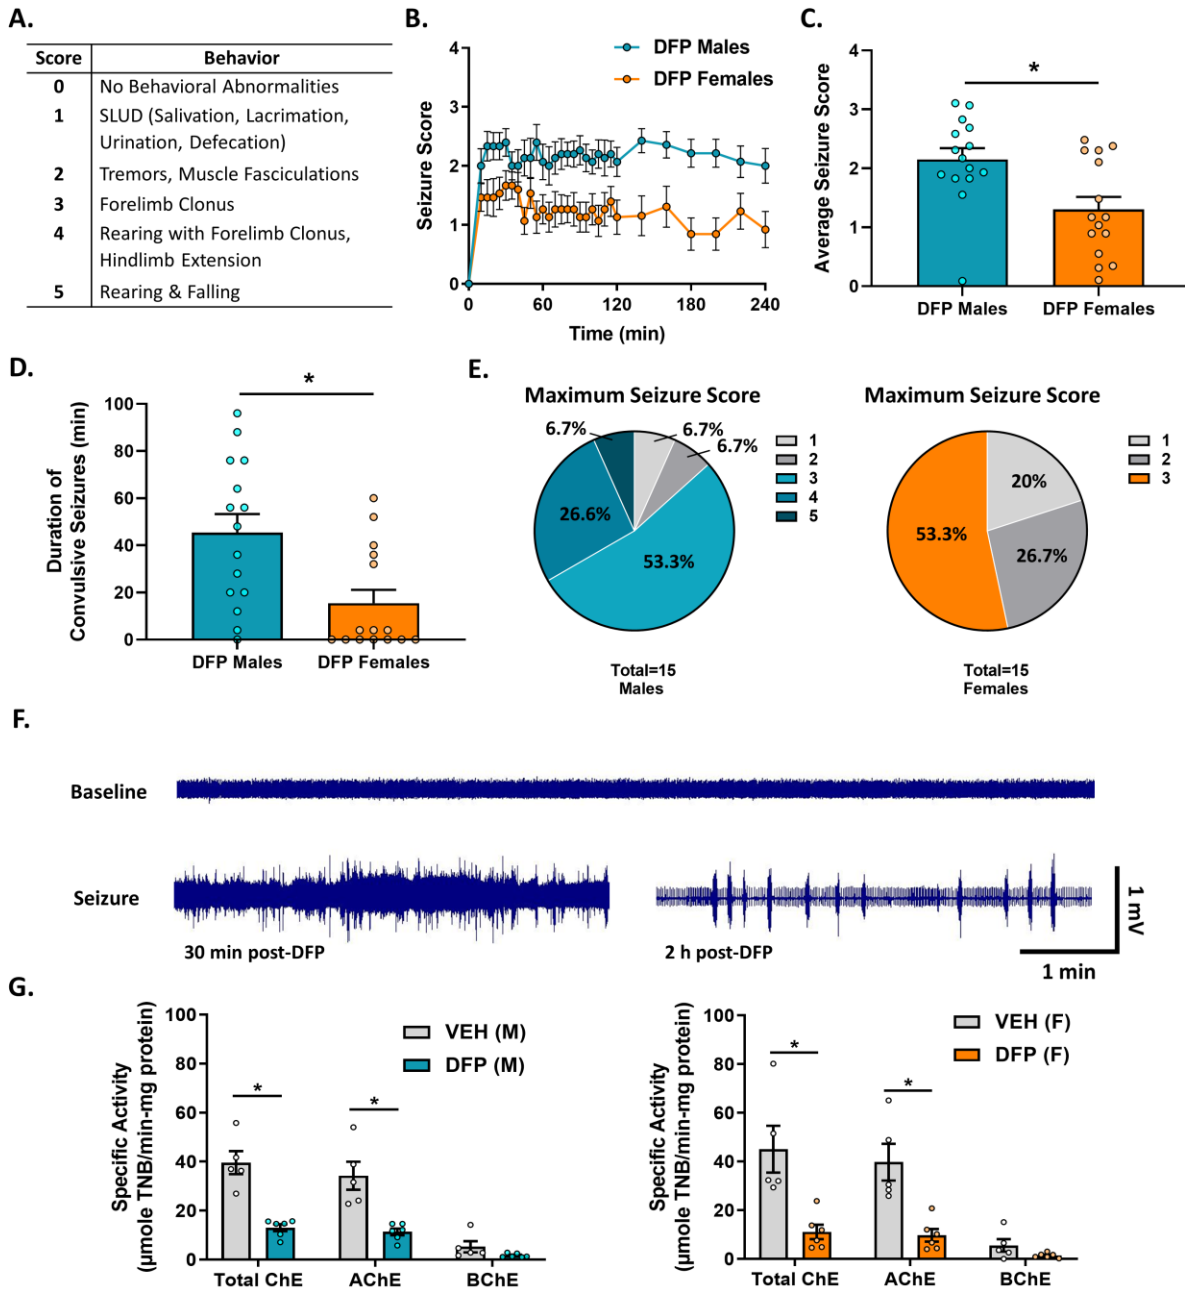 A.
Score Behavior
0 No Behavioral Abnormalities
1 SLUD (Salivation, Lacrimation,
Urination, Defecation)
2 Tremors, Muscle Fasciculations
3 Forelimb Clonus
4 Rearing with Forelimb Clonus,
Hindlimb Extension
5 Rearing & Falling
B.
DFP Males
DFP Females
Seizure Score
4
3
2
1
0
0 60 120 180 240
Time (min)
C.
*
Average Seizure Score
4
3
2
1
0
DFP Males DFP Females
D.
*
Duration of
Convulsive Seizures (min)
100
80
60
40
20
0
DFP Males DFP Females
E.
Maximum Seizure Score
6.7% 6.7%
6.7%
26.6%
53.3%
1
2
3
4
5
Total=15
Males
Maximum Seizure Score
20%
53.3%
26.7%
1
2
3
Total=15
Females
F.
Baseline
Seizure
30 min post-DFP
2 h post-DFP
1 mV
1 min
G.
Specific Activity
(μmole TNB/min-mg protein)
100
80
60
40
20
0
VEH (M)
DFP (M)
*
*
Total ChE AChE BChE
Specific Activity
(μmole TNB/min-mg protein)
100
80
60
40
20
0
VEH (F)
DFP (F)
*
*
Total ChE AChE BChE